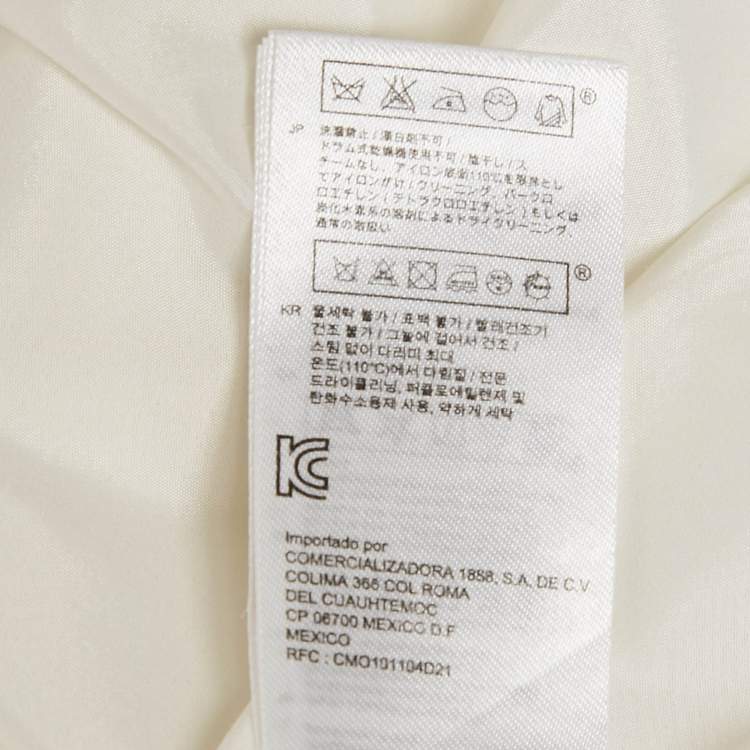 ®
JP 洗濯禁止 / 漂白剤不可 /
ドラム式乾燥機使用不可 / 陰干し / ス
チームなし、アイロン底面110℃を限界とし
てアイロンがけ / クリーニング、パークロ
ロエチレン (テトラクロロエチレン) もしくは
炭化水素系の溶剤によるドライクリーニング、
通常の取扱い
®
KR 물세탁 불가 / 표백 불가 / 빨래건조기
건조 불가 / 그늘에 걸어서 건조 /
스팀 없이 다리미 최대
온도(110°C)에서 다림질 / 전문
드라이클리닝, 퍼클로에틸렌제 및
탄화수소용제 사용, 약하게 세탁
Importado por
COMERCIALIZADORA 1888, S.A. DE C.V.
COLIMA 366 COL ROMA
DEL CUAUHTEMOC
CP 06700 MEXICO D.F
MEXICO
RFC : CMO101104D21